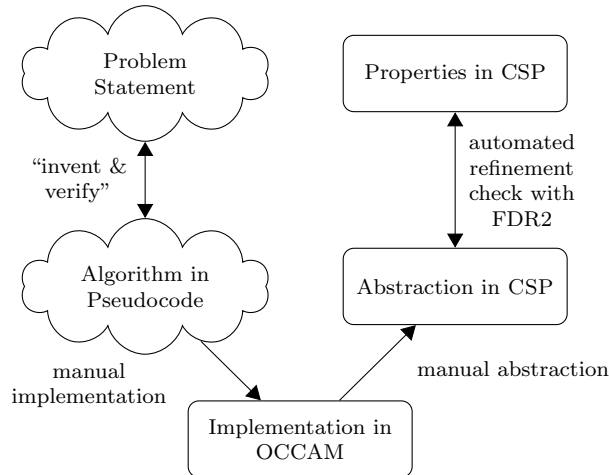 Problem
Statement
Properties in CSP
“invent &
verify”
automated
refinement
check with
FDR2
Algorithm in
Pseudocode
Abstraction in CSP
manual
implementation
manual abstraction
Implementation in
OCCAM